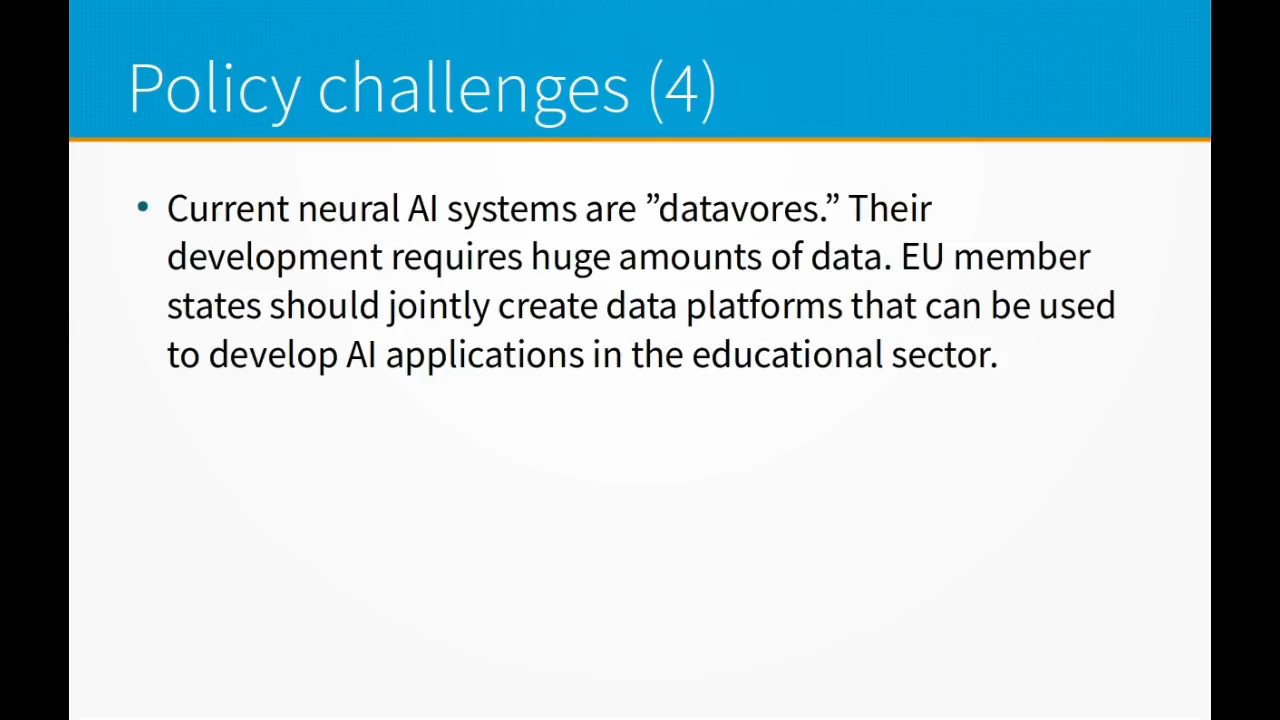 Policy challenges (4)
• Current neural AI systems are ”datavores.” Their
development requires huge amounts of data. EU member
states should jointly create data platforms that can be used
to develop AI applications in the educational sector.